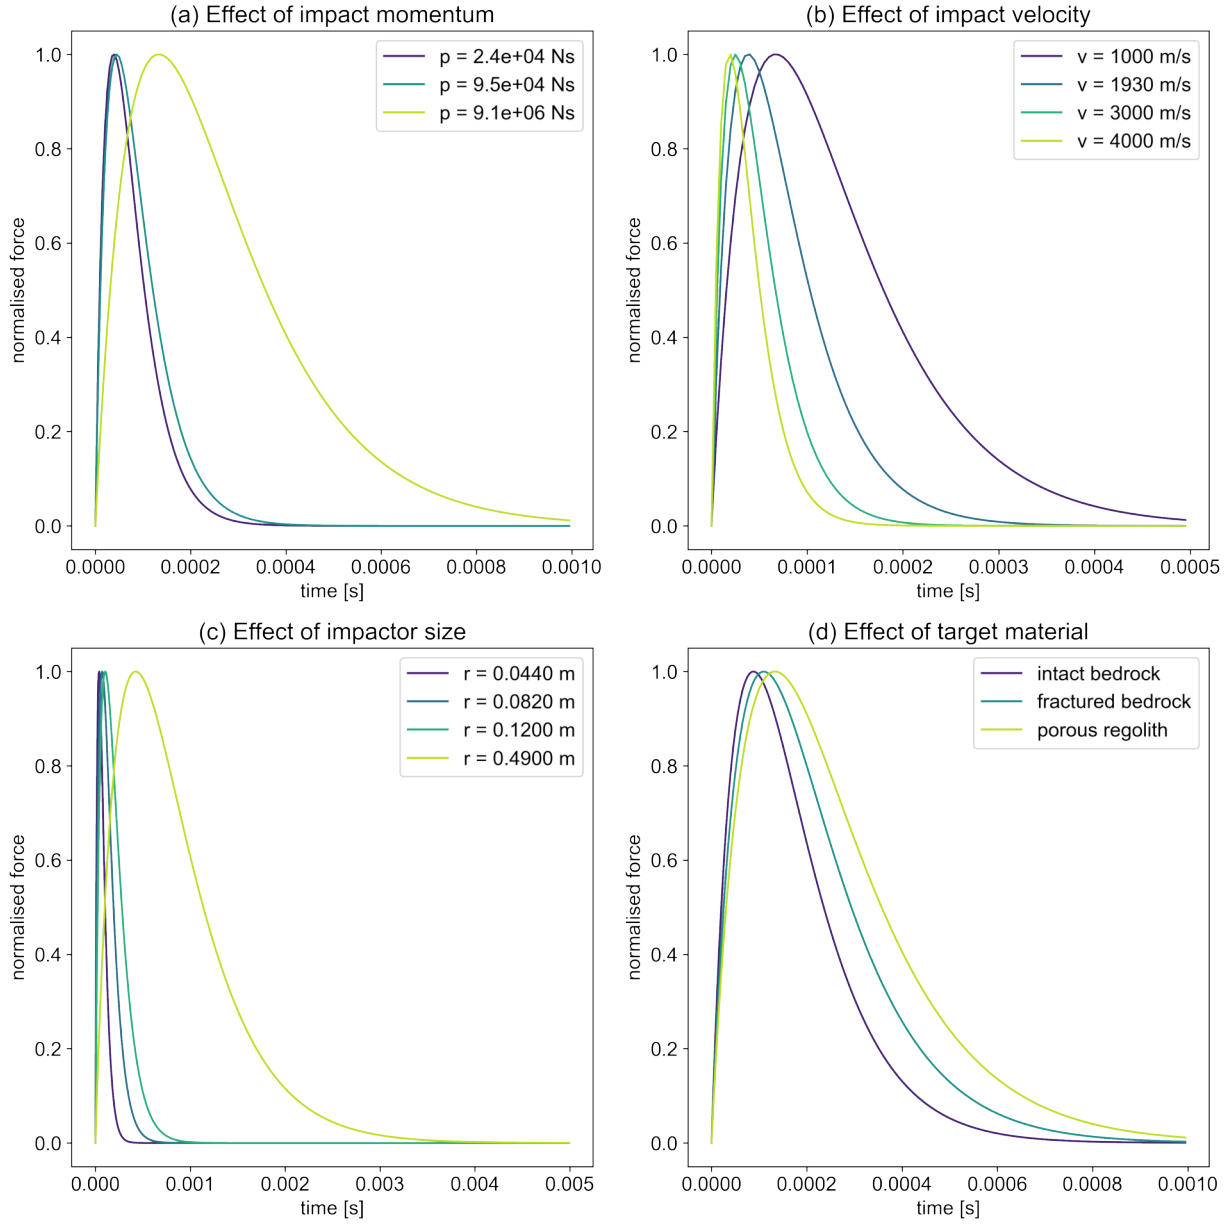 (a) Effect of impact momentum
normalised force
1.0
0.8
0.6
0.4
0.2
0.0
p = 2.4e+04 Ns
p = 9.5e+04 Ns
p = 9.1e+06 Ns
0.0000 0.0002 0.0004 0.0006 0.0008 0.0010
time [s]
(b) Effect of impact velocity
normalised force
1.0
0.8
0.6
0.4
0.2
0.0
v = 1000 m/s
v = 1930 m/s
v = 3000 m/s
v = 4000 m/s
0.0000 0.0001 0.0002 0.0003 0.0004 0.0005
time [s]
(c) Effect of impactor size
normalised force
1.0
0.8
0.6
0.4
0.2
0.0
r = 0.0440 m
r = 0.0820 m
r = 0.1200 m
r = 0.4900 m
0.000 0.001 0.002 0.003 0.004 0.005
time [s]
(d) Effect of target material
normalised force
1.0
0.8
0.6
0.4
0.2
0.0
intact bedrock
fractured bedrock
porous regolith
0.0000 0.0002 0.0004 0.0006 0.0008 0.0010
time [s]